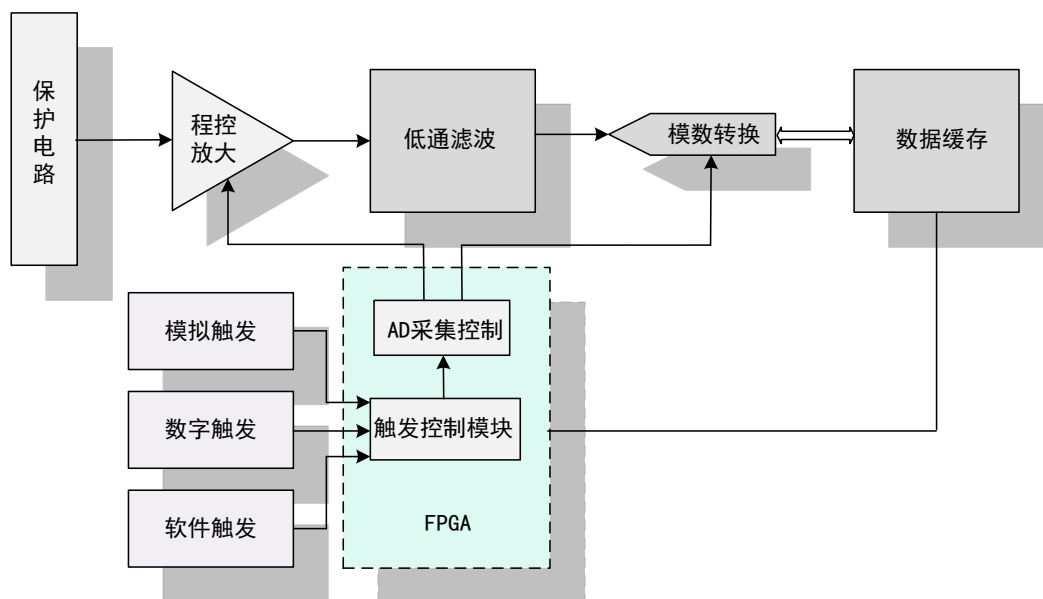 保护电路
程控
放大
低通滤波
模数转换
数据缓存
模拟触发
AD采集控制
数字触发
触发控制模块
软件触发
FPGA